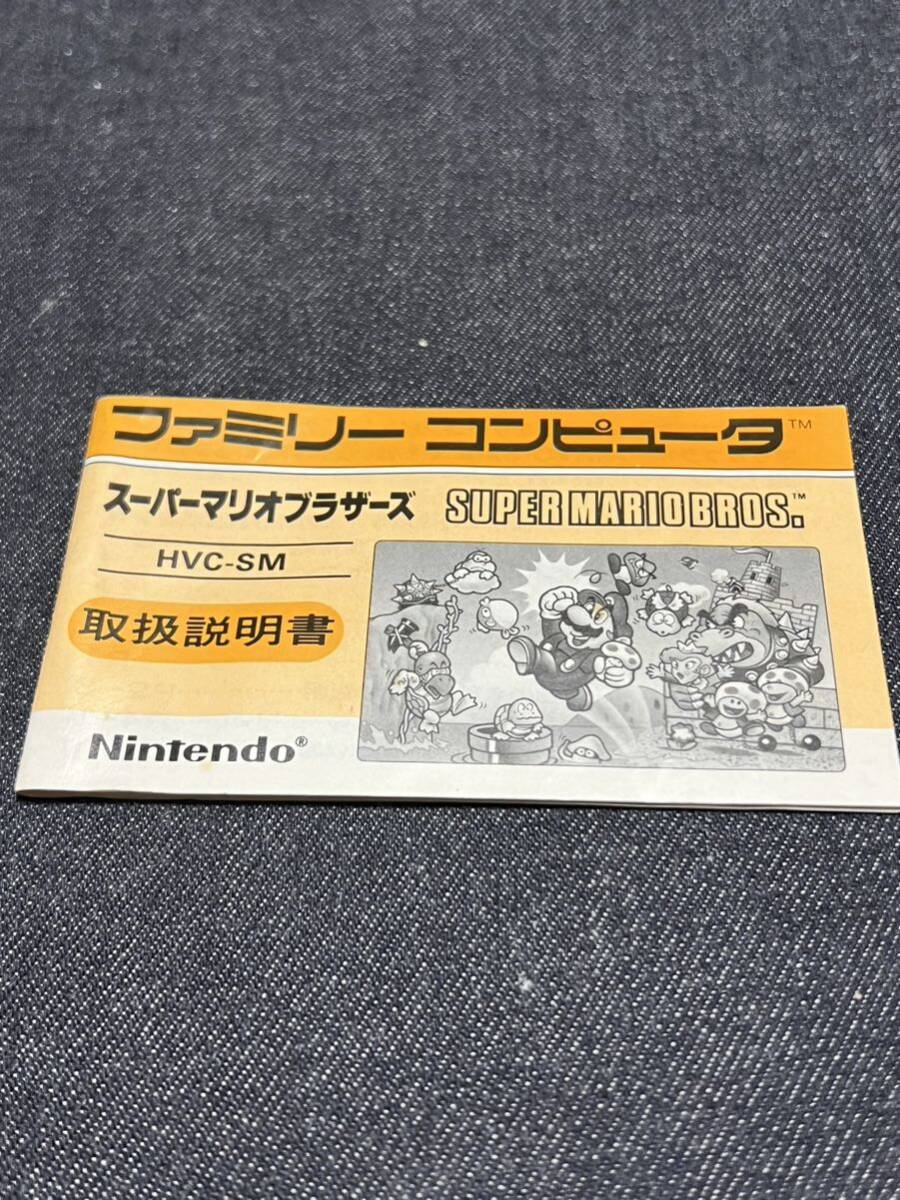 ファミリー コンピュータ™
スーパーマリオブラザーズ SUPER MARIO BROS.™
HVC-SM
取扱説明書
Nintendo®